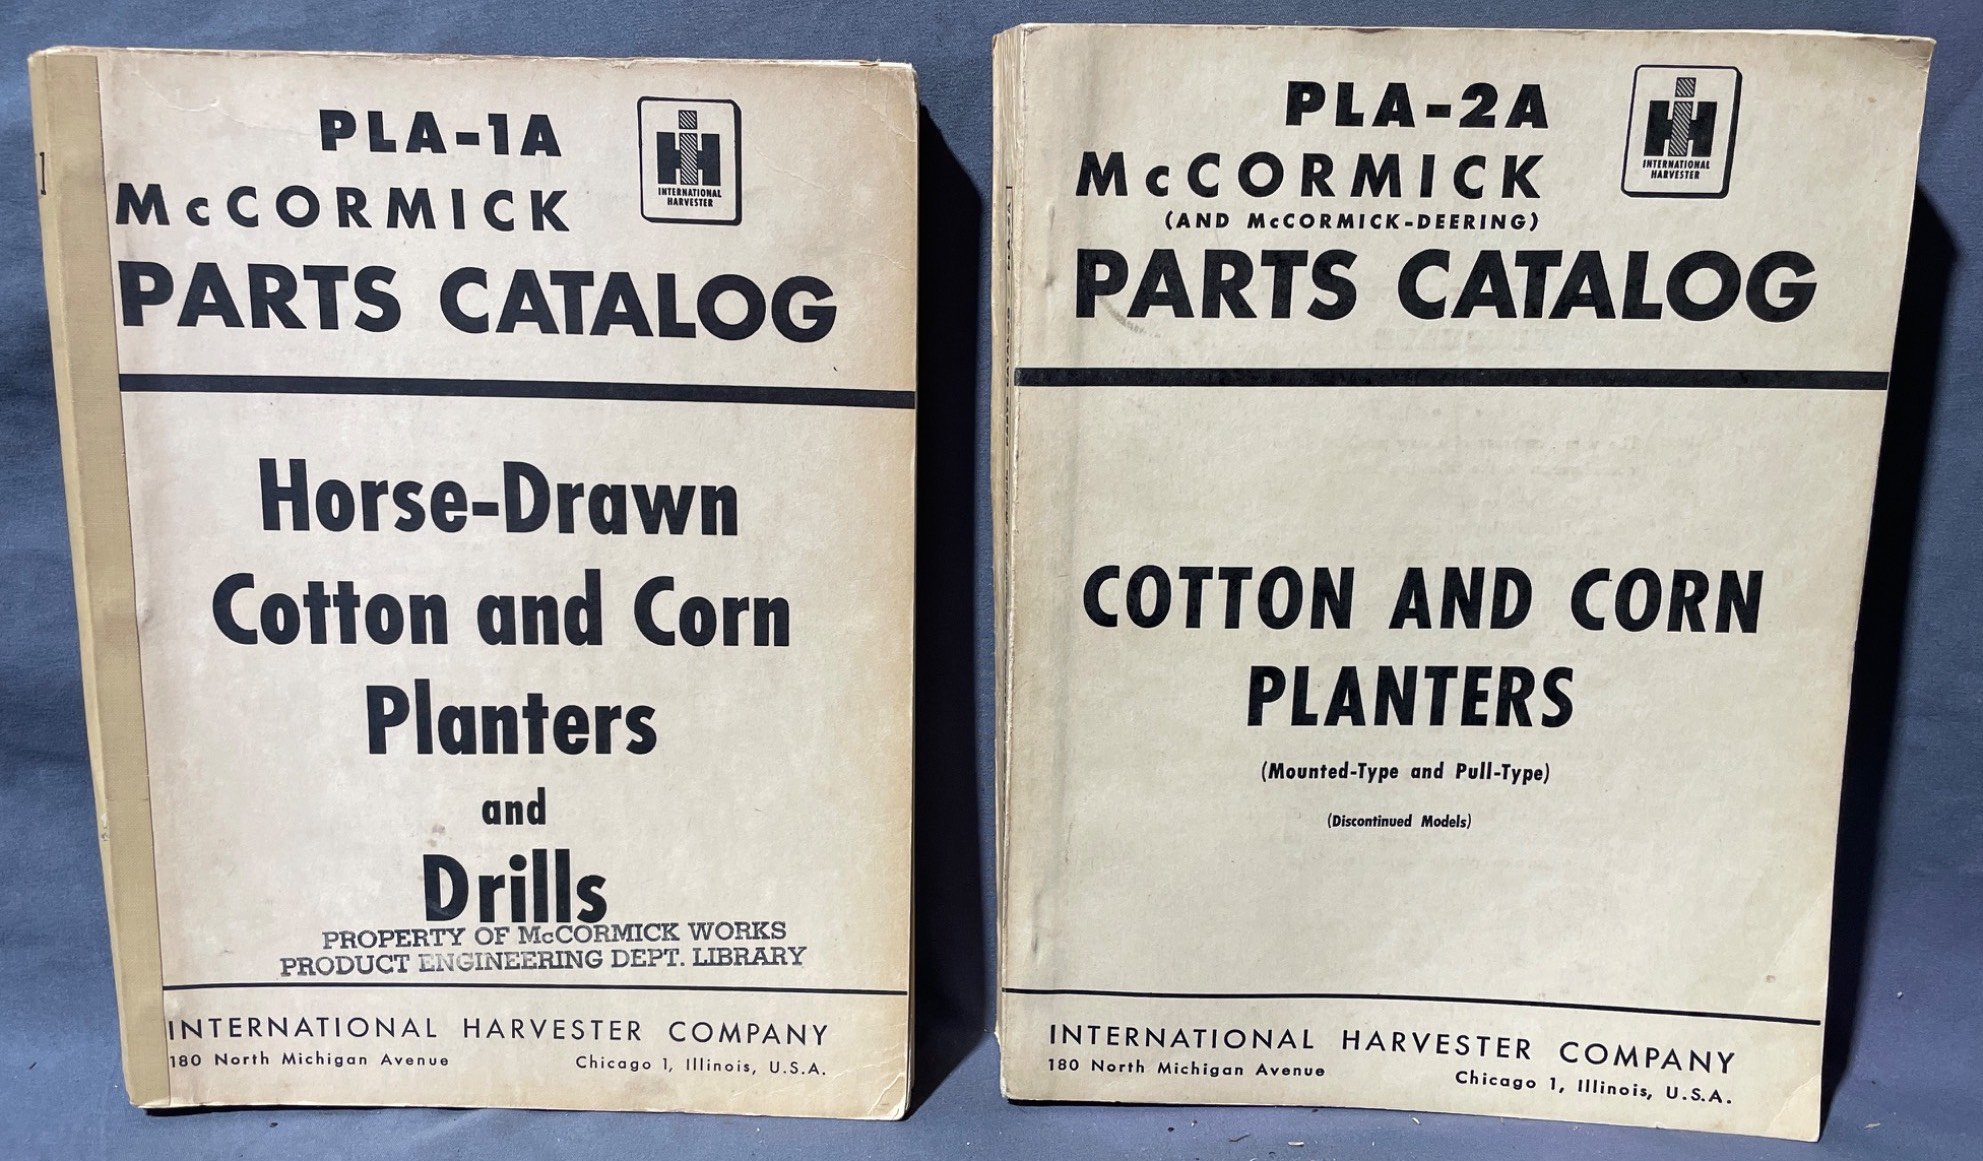 PLA-1A
McCORMICK
PARTS CATALOG
IH
INTERNATIONAL
HARVESTER
Horse-Drawn
Cotton and Corn
Planters
and
Drills
PROPERTY OF McCORMICK WORKS
PRODUCT ENGINEERING DEPT. LIBRARY
INTERNATIONAL HARVESTER COMPANY
180 North Michigan Avenue Chicago 1, Illinois, U.S.A.
PLA-2A
McCORMICK
(AND McCORMICK-DEERING)
PARTS CATALOG
IH
INTERNATIONAL
HARVESTER
COTTON AND CORN
PLANTERS
(Mounted-Type and Pull-Type)
(Discontinued Models)
INTERNATIONAL HARVESTER COMPANY
180 North Michigan Avenue Chicago 1, Illinois, U.S.A.